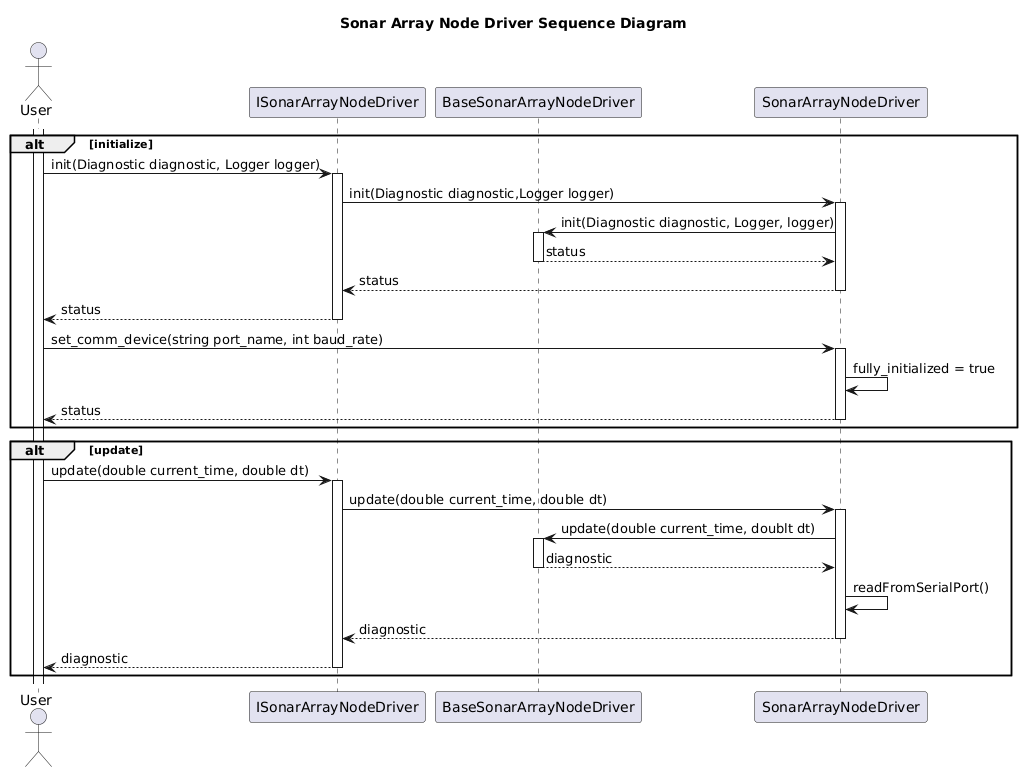 Sonar Array Node Driver Sequence Diagram
User
ISonarArrayNodeDriver
BaseSonarArrayNodeDriver
SonarArrayNodeDriver
alt
[initialize]
init(Diagnostic diagnostic, Logger logger)
init(Diagnostic diagnostic,Logger logger)
init(Diagnostic diagnostic, Logger, logger)
status
status
status
set_comm_device(string port_name, int baud_rate)
fully_initialized = true
status
alt
[update]
update(double current_time, double dt)
update(double current_time, double dt)
update(double current_time, doublt dt)
diagnostic
readFromSerialPort()
diagnostic
diagnostic
User
ISonarArrayNodeDriver
BaseSonarArrayNodeDriver
SonarArrayNodeDriver